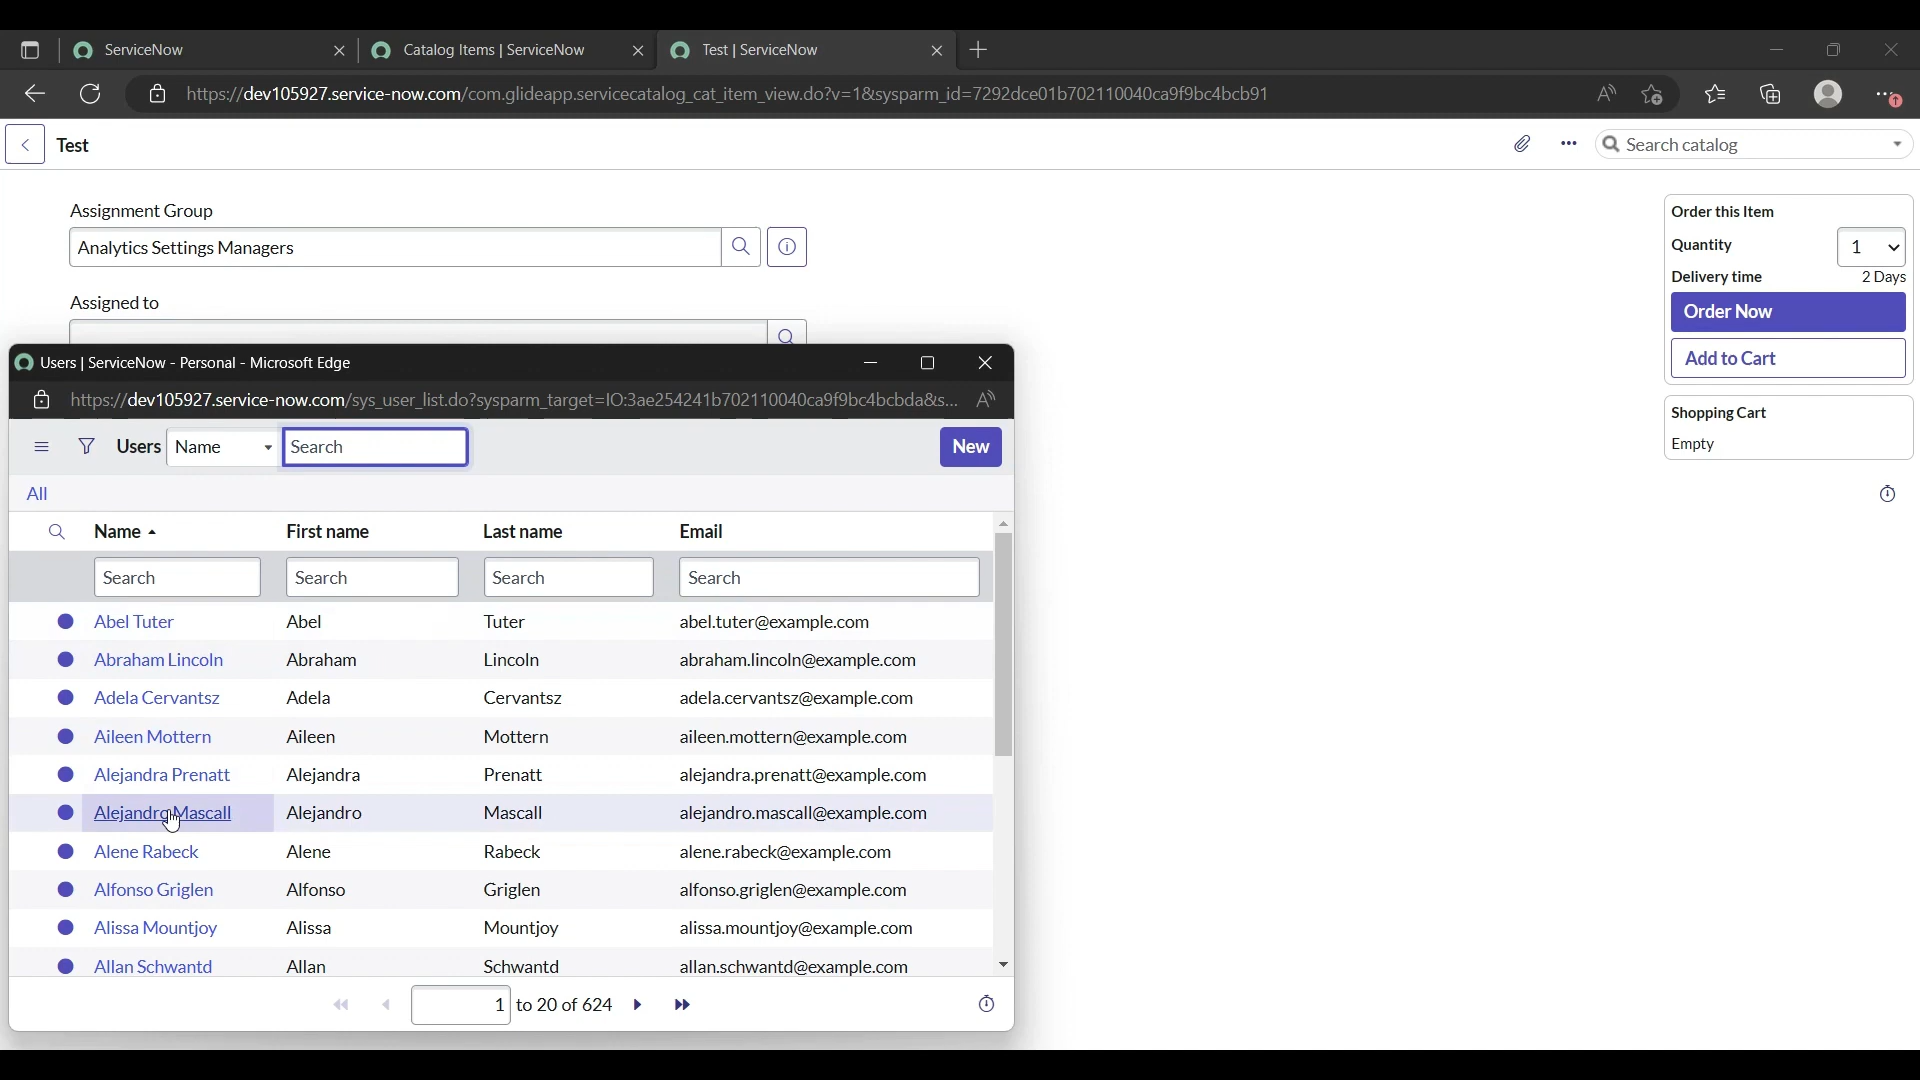 ServiceNow
Catalog Items | ServiceNow
Test | ServiceNow
https://dev105927.service-now.com/com.glideapp.servicecatalog_cat_item_view.do?v=1&sysparm_id=7292dce01b702110040ca9f9bc4bcb91
Test
Search catalog
Assignment Group
Analytics Settings Managers
Assigned to
Order this Item
Quantity 1
Delivery time 2 Days
Order Now
Add to Cart
Shopping Cart
Empty
Users | ServiceNow - Personal - Microsoft Edge
https://dev105927.service-now.com/sys_user_list.do?sysparm_target=IO:3ae254241b702110040ca9f9bc4bcbda&s...
Users Name Search New
All
Name First name Last name Email
Search Search Search Search
Abel Tuter Abel Tuter abel.tuter@example.com
Abraham Lincoln Abraham Lincoln abraham.lincoln@example.com
Adela Cervantsz Adela Cervantsz adela.cervantsz@example.com
Aileen Mottern Aileen Mottern aileen.mottern@example.com
Alejandra Prenatt Alejandra Prenatt alejandra.prenatt@example.com
Alejandro Mascall Alejandro Mascall alejandro.mascall@example.com
Alene Rabeck Alene Rabeck alene.rabeck@example.com
Alfonso Griglen Alfonso Griglen alfonso.griglen@example.com
Alissa Mountjoy Alissa Mountjoy alissa.mountjoy@example.com
Allan Schwantd Allan Schwantd allan.schwantd@example.com
1 to 20 of 624